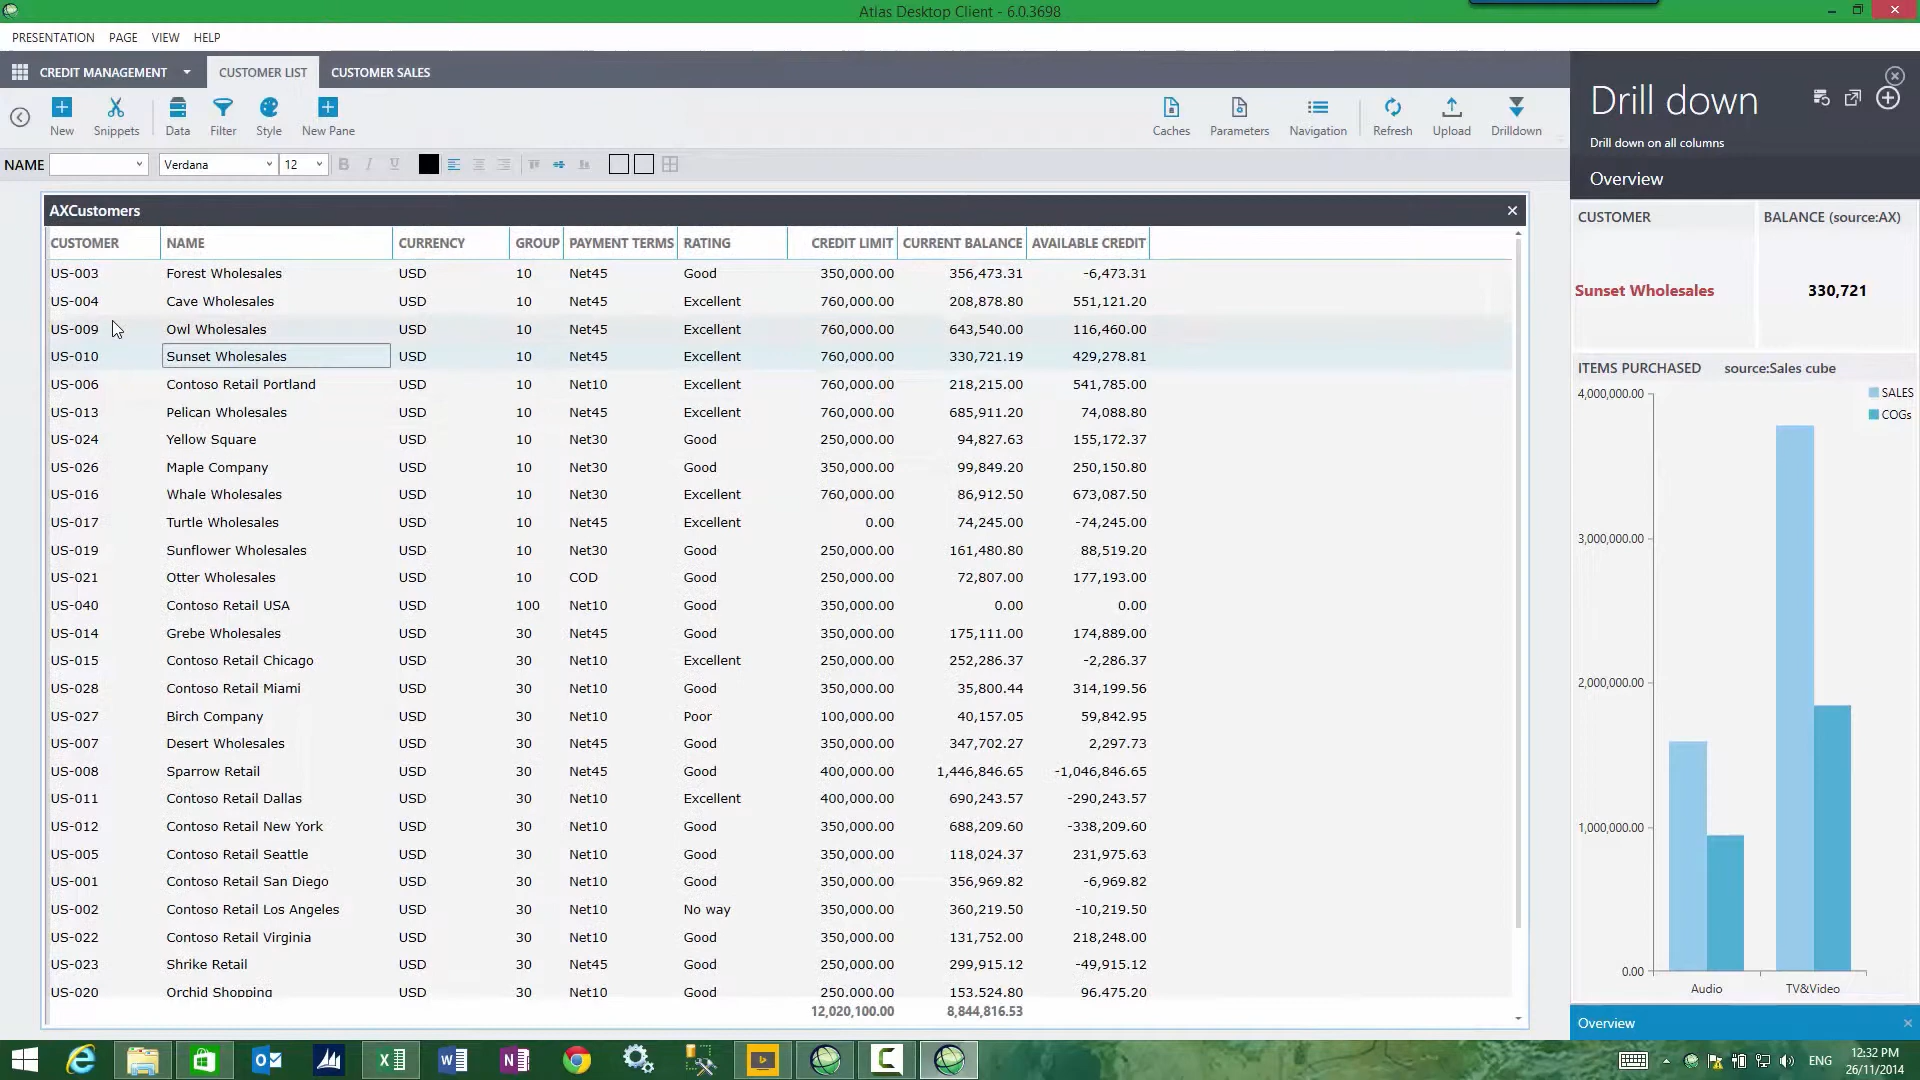 Atlas Desktop Client - 6.0.3698
PRESENTATION PAGE VIEW HELP
CREDIT MANAGEMENT CUSTOMER LIST CUSTOMER SALES
New Snippets Data Filter Style New Pane Caches Parameters Navigation Refresh Upload Drilldown
NAME Verdana 12 B I U
AXCustomers
CUSTOMER NAME CURRENCY GROUP PAYMENT TERMS RATING CREDIT LIMIT CURRENT BALANCE AVAILABLE CREDIT
US-003 Forest Wholesales USD 10 Net45 Good 350,000.00 356,473.31 -6,473.31
US-004 Cave Wholesales USD 10 Net45 Excellent 760,000.00 208,878.80 551,121.20
US-009 Owl Wholesales USD 10 Net45 Excellent 760,000.00 643,540.00 116,460.00
US-010 Sunset Wholesales USD 10 Net45 Excellent 760,000.00 330,721.19 429,278.81
US-006 Contoso Retail Portland USD 10 Net10 Excellent 760,000.00 218,215.00 541,785.00
US-013 Pelican Wholesales USD 10 Net45 Excellent 760,000.00 685,911.20 74,088.80
US-024 Yellow Square USD 10 Net30 Good 250,000.00 94,827.63 155,172.37
US-026 Maple Company USD 10 Net30 Good 350,000.00 99,849.20 250,150.80
US-016 Whale Wholesales USD 10 Net30 Excellent 760,000.00 86,912.50 673,087.50
US-017 Turtle Wholesales USD 10 Net45 Excellent 0.00 74,245.00 -74,245.00
US-019 Sunflower Wholesales USD 10 Net30 Good 250,000.00 161,480.80 88,519.20
US-021 Otter Wholesales USD 10 COD Good 250,000.00 72,807.00 177,193.00
US-040 Contoso Retail USA USD 100 Net10 Good 350,000.00 0.00 0.00
US-014 Grebe Wholesales USD 30 Net45 Good 350,000.00 175,111.00 174,889.00
US-015 Contoso Retail Chicago USD 30 Net10 Excellent 250,000.00 252,286.37 -2,286.37
US-028 Contoso Retail Miami USD 30 Net10 Good 350,000.00 35,800.44 314,199.56
US-027 Birch Company USD 30 Net10 Poor 100,000.00 40,157.05 59,842.95
US-007 Desert Wholesales USD 30 Net45 Good 350,000.00 347,702.27 2,297.73
US-008 Sparrow Retail USD 30 Net45 Good 400,000.00 1,446,846.65 -1,046,846.65
US-011 Contoso Retail Dallas USD 30 Net10 Excellent 400,000.00 690,243.57 -290,243.57
US-012 Contoso Retail New York USD 30 Net10 Good 350,000.00 688,209.60 -338,209.60
US-005 Contoso Retail Seattle USD 30 Net10 Good 350,000.00 118,024.37 231,975.63
US-001 Contoso Retail San Diego USD 30 Net10 Good 350,000.00 356,969.82 -6,969.82
US-002 Contoso Retail Los Angeles USD 30 Net10 No way 350,000.00 360,219.50 -10,219.50
US-022 Contoso Retail Virginia USD 30 Net10 Good 350,000.00 131,752.00 218,248.00
US-023 Shrike Retail USD 30 Net45 Good 250,000.00 299,915.12 -49,915.12
US-020 Orchid Shopping USD 30 Net10 Good 250,000.00 153,524.80 96,475.20
12,020,100.00 8,844,816.53
Drill down
Drill down on all columns
Overview
CUSTOMER BALANCE (source:AX)
Sunset Wholesales 330,721
ITEMS PURCHASED source:Sales cube
4,000,000.00
SALES
COGs
3,000,000.00
2,000,000.00
1,000,000.00
0.00
Audio TV&Video
Overview
ENG
12:32 PM
26/11/2014